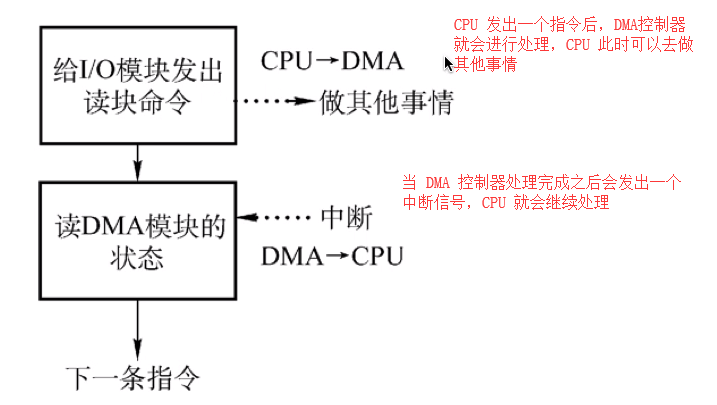 CPU 发出一个指令后，DMA控制器
就会进行处理，CPU 此时可以去做
其他事情
给I/O模块发出
读块命令
CPU→DMA
做其他事情
当 DMA 控制器处理完成之后会发出一个
中断信号，CPU 就会继续处理
读DMA模块的
状态
中断
DMA→CPU
下一条指令